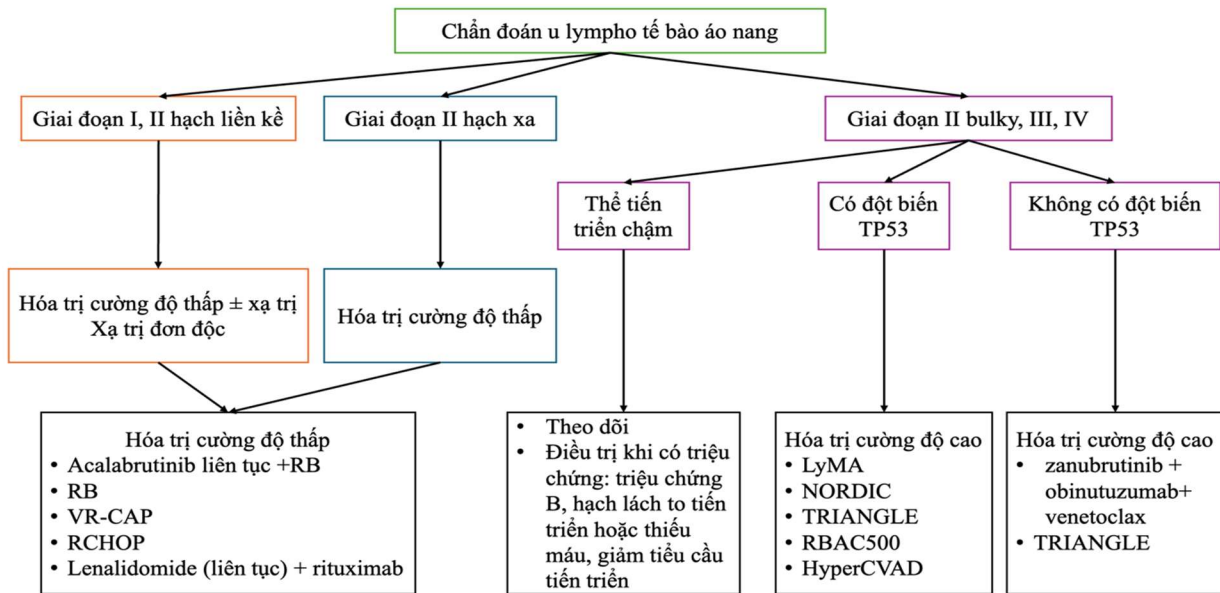 Chẩn đoán u lympho tế bào áo nang
Giai đoạn I, II hạch liền kề
Giai đoạn II hạch xa
Giai đoạn II bulky, III, IV
Thể tiến
triển chậm
Có đột biến
TP53
Không có đột biến
TP53
Hóa trị cường độ thấp ± xạ trị
Xạ trị đơn độc
Hóa trị cường độ thấp
Hóa trị cường độ thấp
• Acalabrutinib liên tục +RB
• RB
• VR-CAP
• RCHOP
• Lenalidomide (liên tục) + rituximab
• Theo dõi
• Điều trị khi có triệu
chứng: triệu chứng
B, hạch lách to tiến
triển hoặc thiếu
máu, giảm tiểu cầu
tiến triển
Hóa trị cường độ cao
• LyMA
• NORDIC
• TRIANGLE
• RBAC500
• HyperCVAD
Hóa trị cường độ cao
• zanubrutinib +
obinutuzumab+
venetoclax
• TRIANGLE